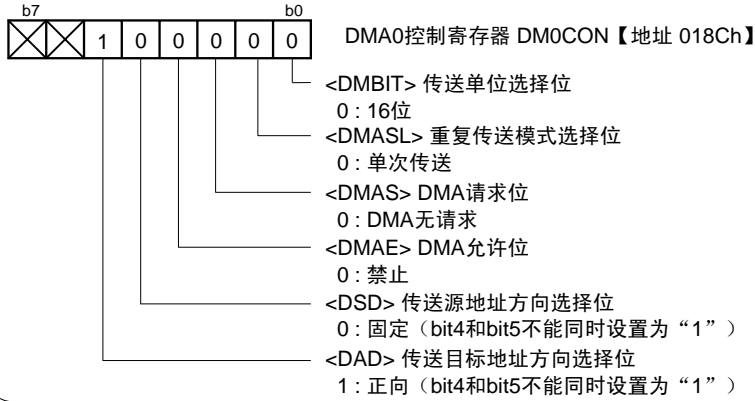 b7 b0
1 0 0 0 0 0
DMA0控制寄存器 DM0CON【地址 018Ch】
<DMBIT> 传送单位选择位
0 : 16位
<DMASL> 重复传送模式选择位
0 : 单次传送
<DMAS> DMA请求位
0 : DMA无请求
<DMAE> DMA允许位
0 : 禁止
<DSD> 传送源地址方向选择位
0 : 固定（bit4和bit5不能同时设置为“1”）
<DAD> 传送目标地址方向选择位
1 : 正向（bit4和bit5不能同时设置为“1”）